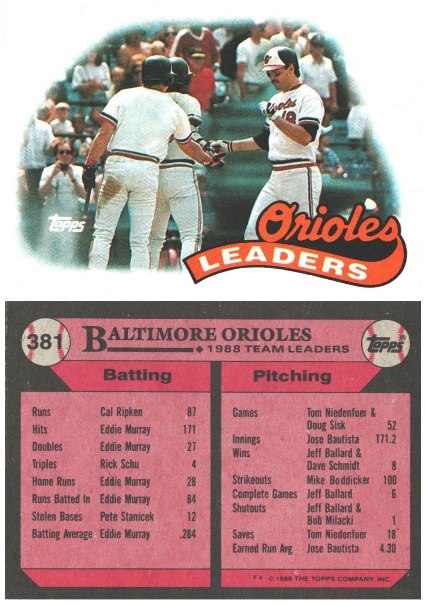 Orioles
18
Topps
Orioles
LEADERS
381
BALTIMORE ORIOLES
◆ 1988 TEAM LEADERS
Topps
Batting
Runs Cal Ripken 87
Hits Eddie Murray 171
Doubles Eddie Murray 27
Triples Rick Schu 4
Home Runs Eddie Murray 28
Runs Batted In Eddie Murray 84
Stolen Bases Pete Stanicek 12
Batting Average Eddie Murray .284
Pitching
Games Tom Niedenfuer &
Doug Sisk 52
Innings Jose Bautista 171.2
Wins Jeff Ballard &
Dave Schmidt 8
Strikeouts Mike Boddicker 100
Complete Games Jeff Ballard 6
Shutouts Jeff Ballard &
Bob Milacki 1
Saves Tom Niedenfuer 18
Earned Run Avg Jose Bautista 4.30
F* © 1989 THE TOPPS COMPANY, INC.